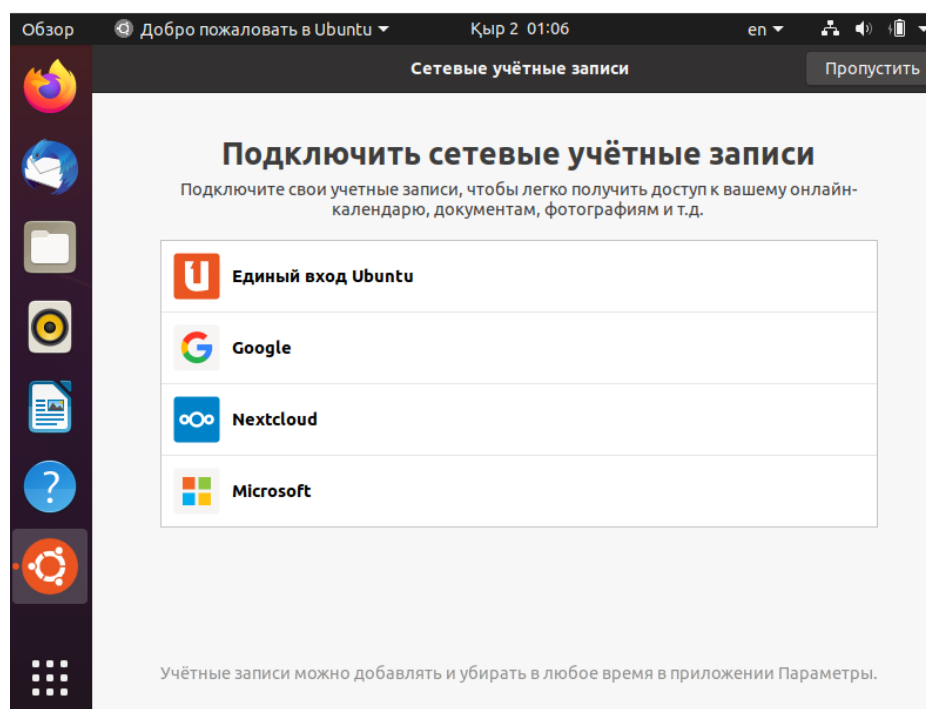 Обзор Добро пожаловать в Ubuntu Қыр 2 01:06 en
Сетевые учётные записи Пропустить
Подключить сетевые учётные записи
Подключите свои учетные записи, чтобы легко получить доступ к вашему онлайн-
календарю, документам, фотографиям и т.д.
Единый вход Ubuntu
Google
Nextcloud
Microsoft
Учётные записи можно добавлять и убирать в любое время в приложении Параметры.